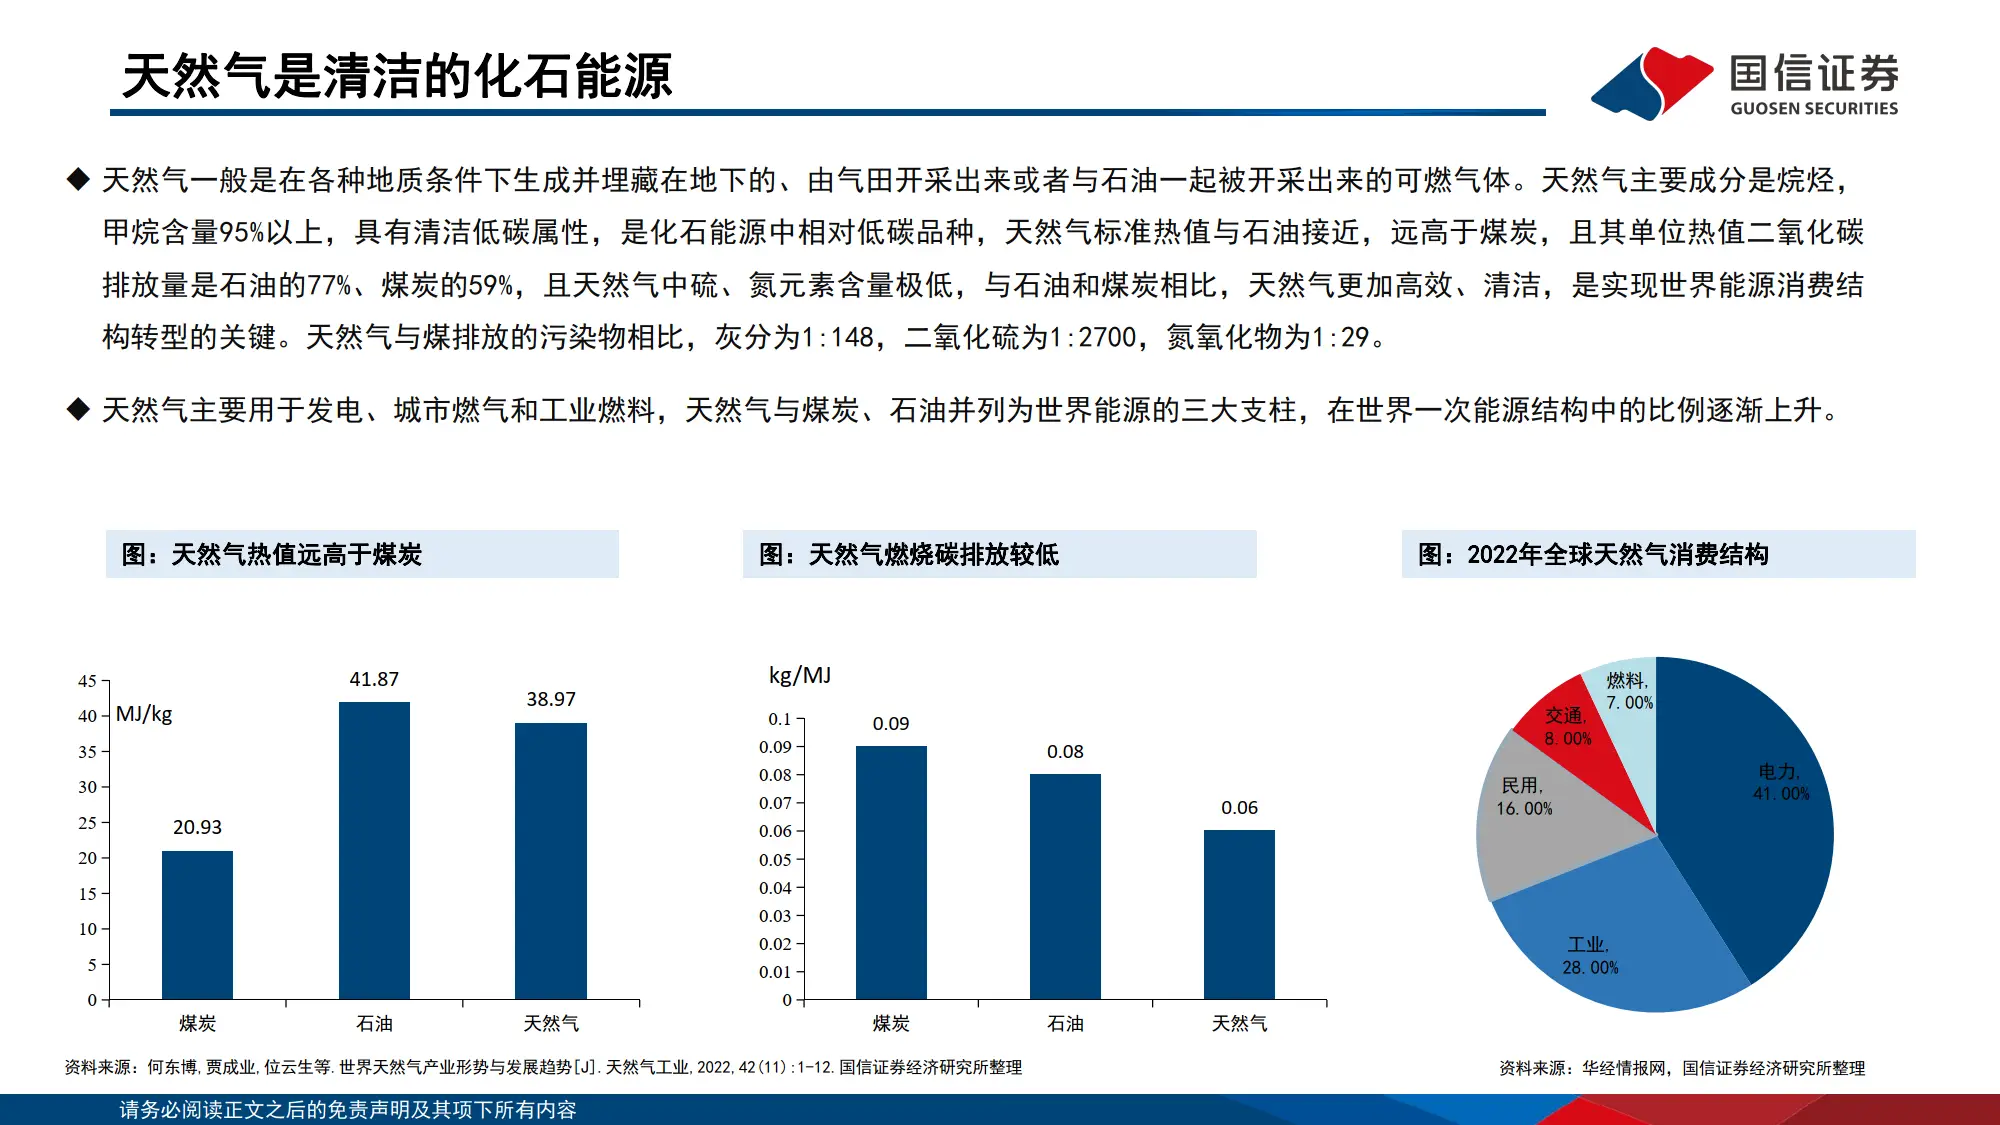 天然气是清洁的化石能源
国信证券
GUOSEN SECURITIES
◆ 天然气一般是在各种地质条件下生成并埋藏在地下的、由气田开采出来或者与石油一起被开采出来的可燃气体。天然气主要成分是烷烃，
甲烷含量95%以上，具有清洁低碳属性，是化石能源中相对低碳品种，天然气标准热值与石油接近，远高于煤炭，且其单位热值二氧化碳
排放量是石油的77%、煤炭的59%，且天然气中硫、氮元素含量极低，与石油和煤炭相比，天然气更加高效、清洁，是实现世界能源消费结
构转型的关键。天然气与煤排放的污染物相比，灰分为1:148，二氧化硫为1:2700，氮氧化物为1:29。
◆ 天然气主要用于发电、城市燃气和工业燃料，天然气与煤炭、石油并列为世界能源的三大支柱，在世界一次能源结构中的比例逐渐上升。
图：天然气热值远高于煤炭
MJ/kg
45
40
35
30
25
20
15
10
5
0
20.93
41.87
38.97
煤炭
石油
天然气
图：天然气燃烧碳排放较低
kg/MJ
0.1
0.09
0.08
0.07
0.06
0.05
0.04
0.03
0.02
0.01
0
0.09
0.08
0.06
煤炭
石油
天然气
图：2022年全球天然气消费结构
燃料,
7.00%
交通,
8.00%
民用,
16.00%
电力,
41.00%
工业,
28.00%
资料来源：何东博,贾成业,位云生等.世界天然气产业形势与发展趋势[J].天然气工业,2022,42(11):1-12.国信证券经济研究所整理
资料来源：华经情报网，国信证券经济研究所整理
请务必阅读正文之后的免责声明及其项下所有内容